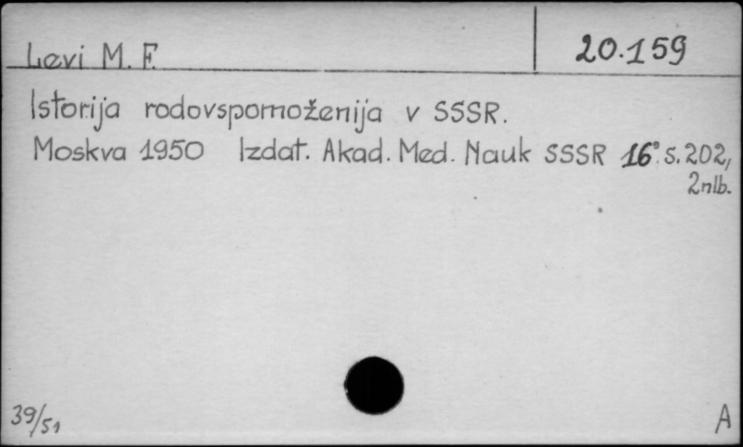 Levi M. F.
20.159
Istorija rodovspomoženija v SSSR.
Moskva 1950 Izdat. Akad. Med. Nauk SSSR 16° S. 202,
2nlb.
39/51
A